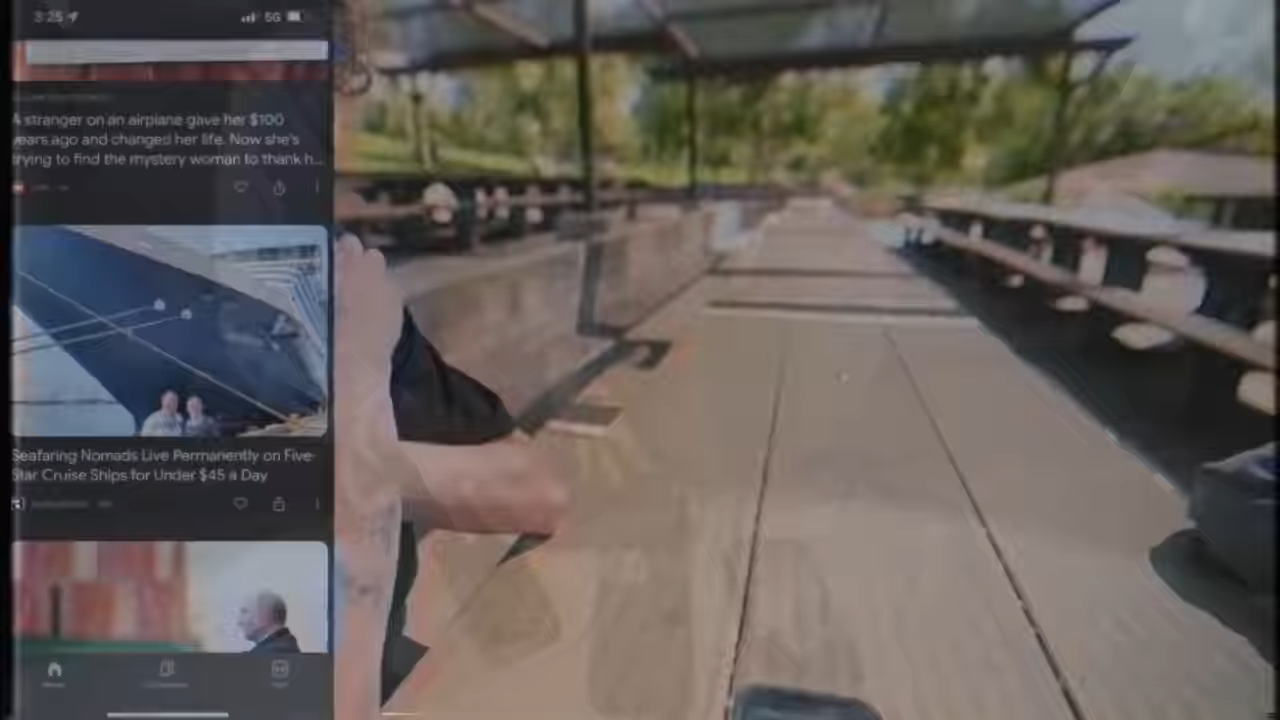 3:25
5G
A stranger on an airplane gave her $100
years ago and changed her life. Now she's
trying to find the mystery woman to thank h...
Seafaring Nomads Live Permanently on Five-
Star Cruise Ships for Under $45 a Day